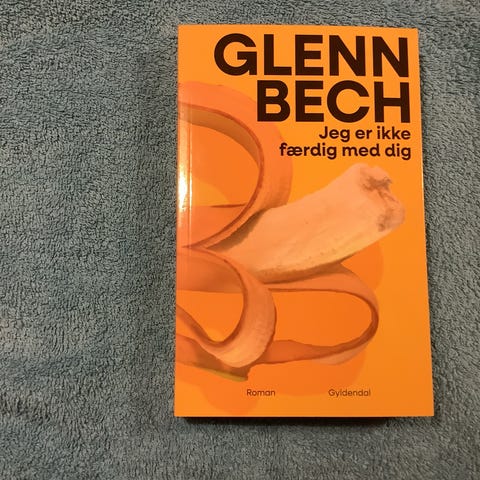 GLENN
BECH
Jeg er ikke
færdig med dig
Roman Gyldendal